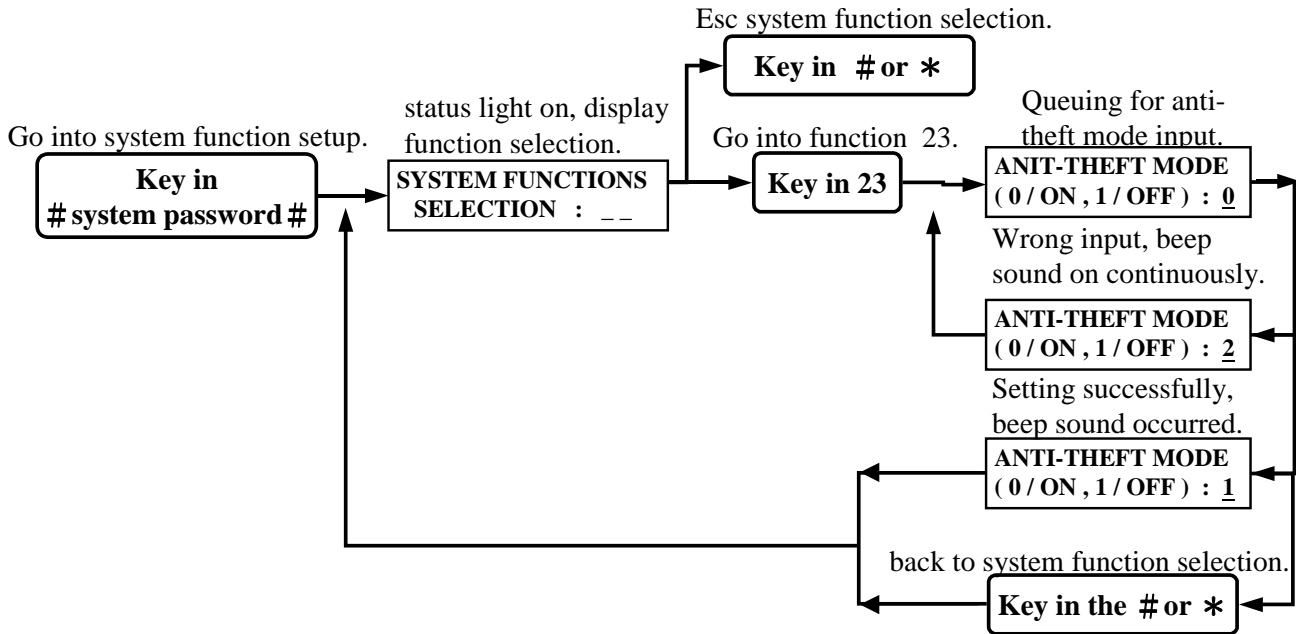 Esc system function selection.
Key in # or *
status light on, display
function selection.
Queuing for anti-
theft mode input.
Go into system function setup.
Go into function 23.
Key in
# system password #
SYSTEM FUNCTIONS
SELECTION : _ _
Key in 23
ANIT-THEFT MODE
( 0 / ON , 1 / OFF ) : 0
Wrong input, beep
sound on continuously.
ANTI-THEFT MODE
( 0 / ON , 1 / OFF ) : 2
Setting successfully,
beep sound occurred.
ANTI-THEFT MODE
( 0 / ON , 1 / OFF ) : 1
back to system function selection.
Key in the # or *